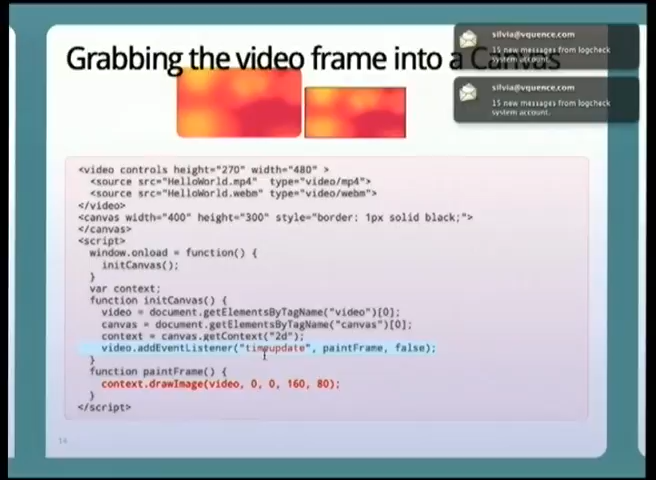 Grabbing the video frame into a Canvas
silvia@vquence.com
15 new messages from logcheck
system account.
silvia@vquence.com
15 new messages from logcheck
system account.
<video controls height="270" width="480" >
<source src="HelloWorld.mp4" type="video/mp4">
<source src="HelloWorld.webm" type="video/webm">
</video>
<canvas width="400" height="300" style="border: 1px solid black;">
</canvas>
<script>
window.onload = function() {
initCanvas();
}
var context;
function initCanvas() {
video = document.getElementsByTagName("video")[0];
canvas = document.getElementsByTagName("canvas")[0];
context = canvas.getContext("2d");
video.addEventListener("timeupdate", paintFrame, false);
}
function paintFrame() {
context.drawImage(video, 0, 0, 160, 80);
}
</script>
14